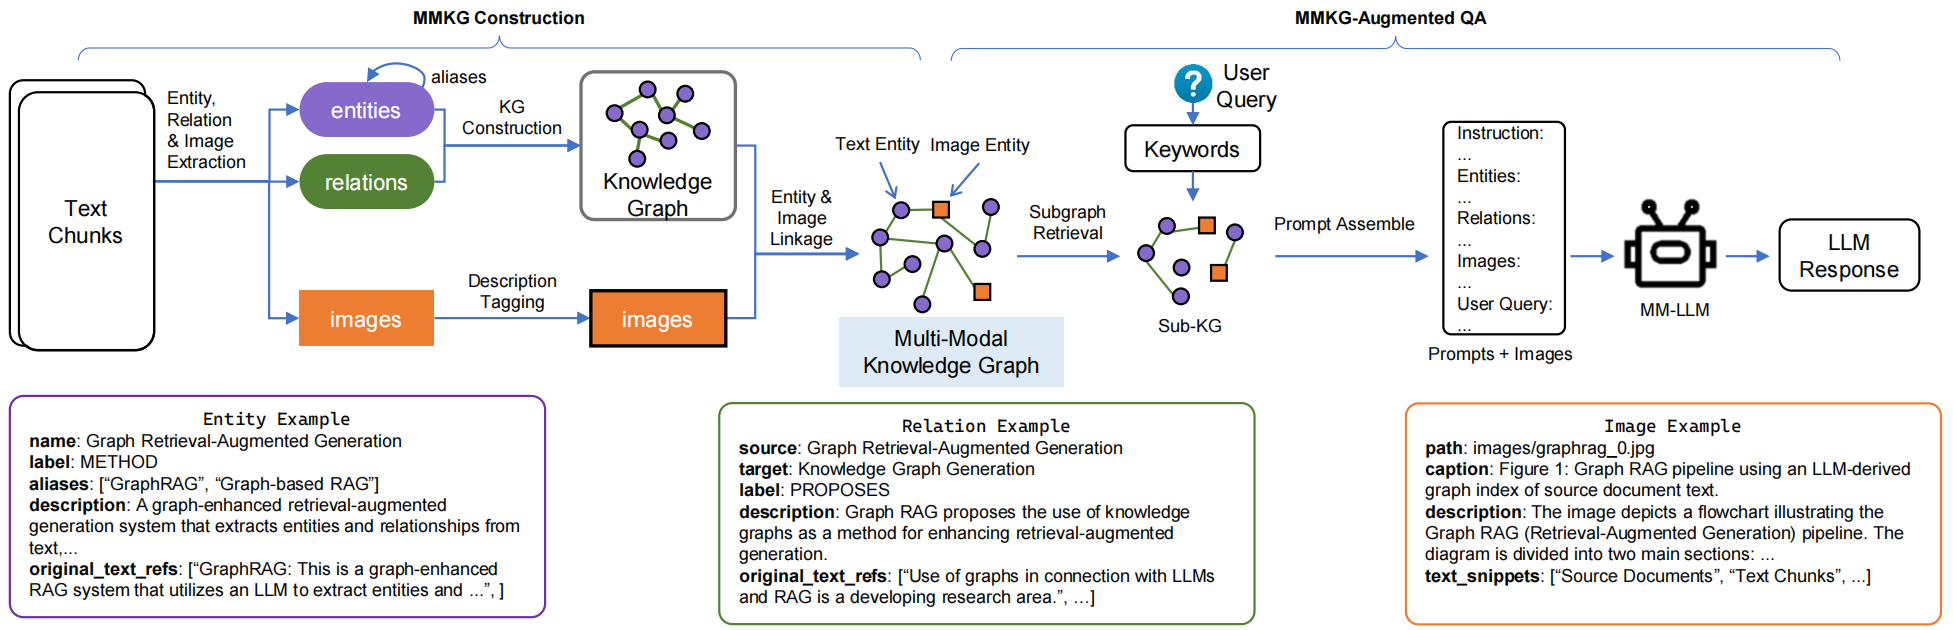 MMKG Construction
MMKG-Augmented QA
Text
Chunks
Entity,
Relation
& Image
Extraction
entities
aliases
relations
images
KG
Construction
Knowledge
Graph
Description
Tagging
images
Entity &
Image
Linkage
Text Entity
Image Entity
Multi-Modal
Knowledge Graph
Subgraph
Retrieval
?
User
Query
Keywords
Sub-KG
Prompt Assemble
Instruction:
...
Entities:
...
Relations:
...
Images:
...
User Query:
...
Prompts + Images
MM-LLM
LLM
Response
Entity Example
name: Graph Retrieval-Augmented Generation
label: METHOD
aliases: [“GraphRAG”, “Graph-based RAG”]
description: A graph-enhanced retrieval-augmented
generation system that extracts entities and relationships from
text,...
original_text_refs: [“GraphRAG: This is a graph-enhanced
RAG system that utilizes an LLM to extract entities and ...”, ]
Relation Example
source: Graph Retrieval-Augmented Generation
target: Knowledge Graph Generation
label: PROPOSES
description: Graph RAG proposes the use of knowledge
graphs as a method for enhancing retrieval-augmented
generation.
original_text_refs: [“Use of graphs in connection with LLMs
and RAG is a developing research area.”, ...]
Image Example
path: images/graphrag_0.jpg
caption: Figure 1: Graph RAG pipeline using an LLM-derived
graph index of source document text.
description: The image depicts a flowchart illustrating the
Graph RAG (Retrieval-Augmented Generation) pipeline. The
diagram is divided into two main sections: ...
text_snippets: [“Source Documents”, “Text Chunks”, ...]